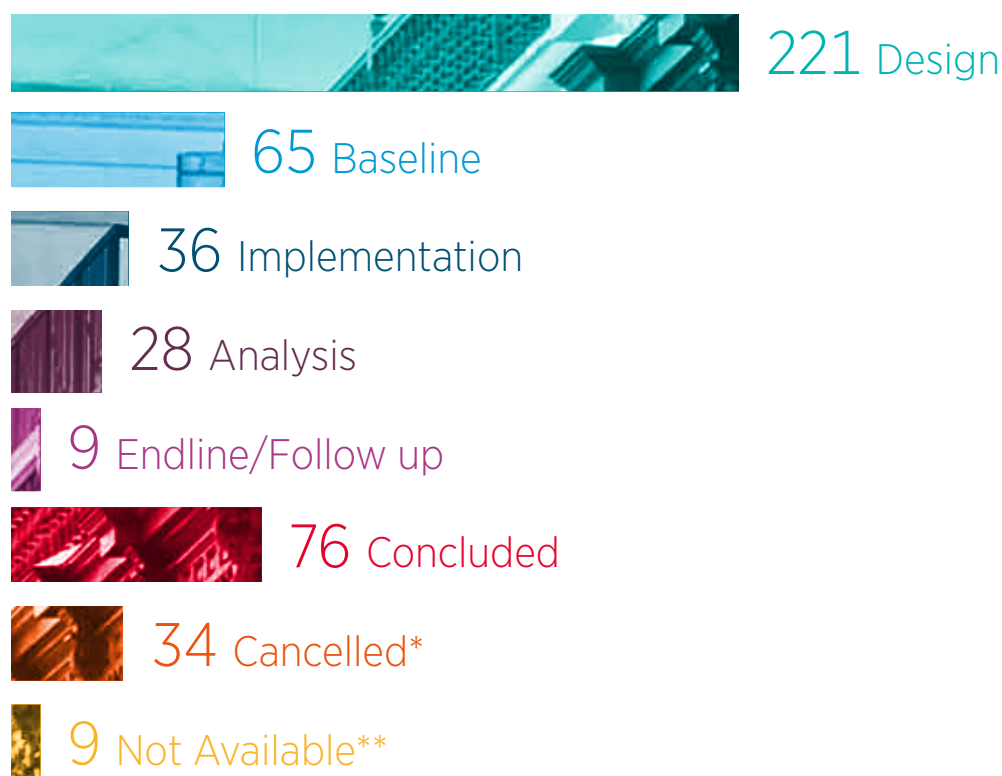 221 Design
65 Baseline
36 Implementation
28 Analysis
9 Endline/Follow up
76 Concluded
34 Cancelled*
9 Not Available**